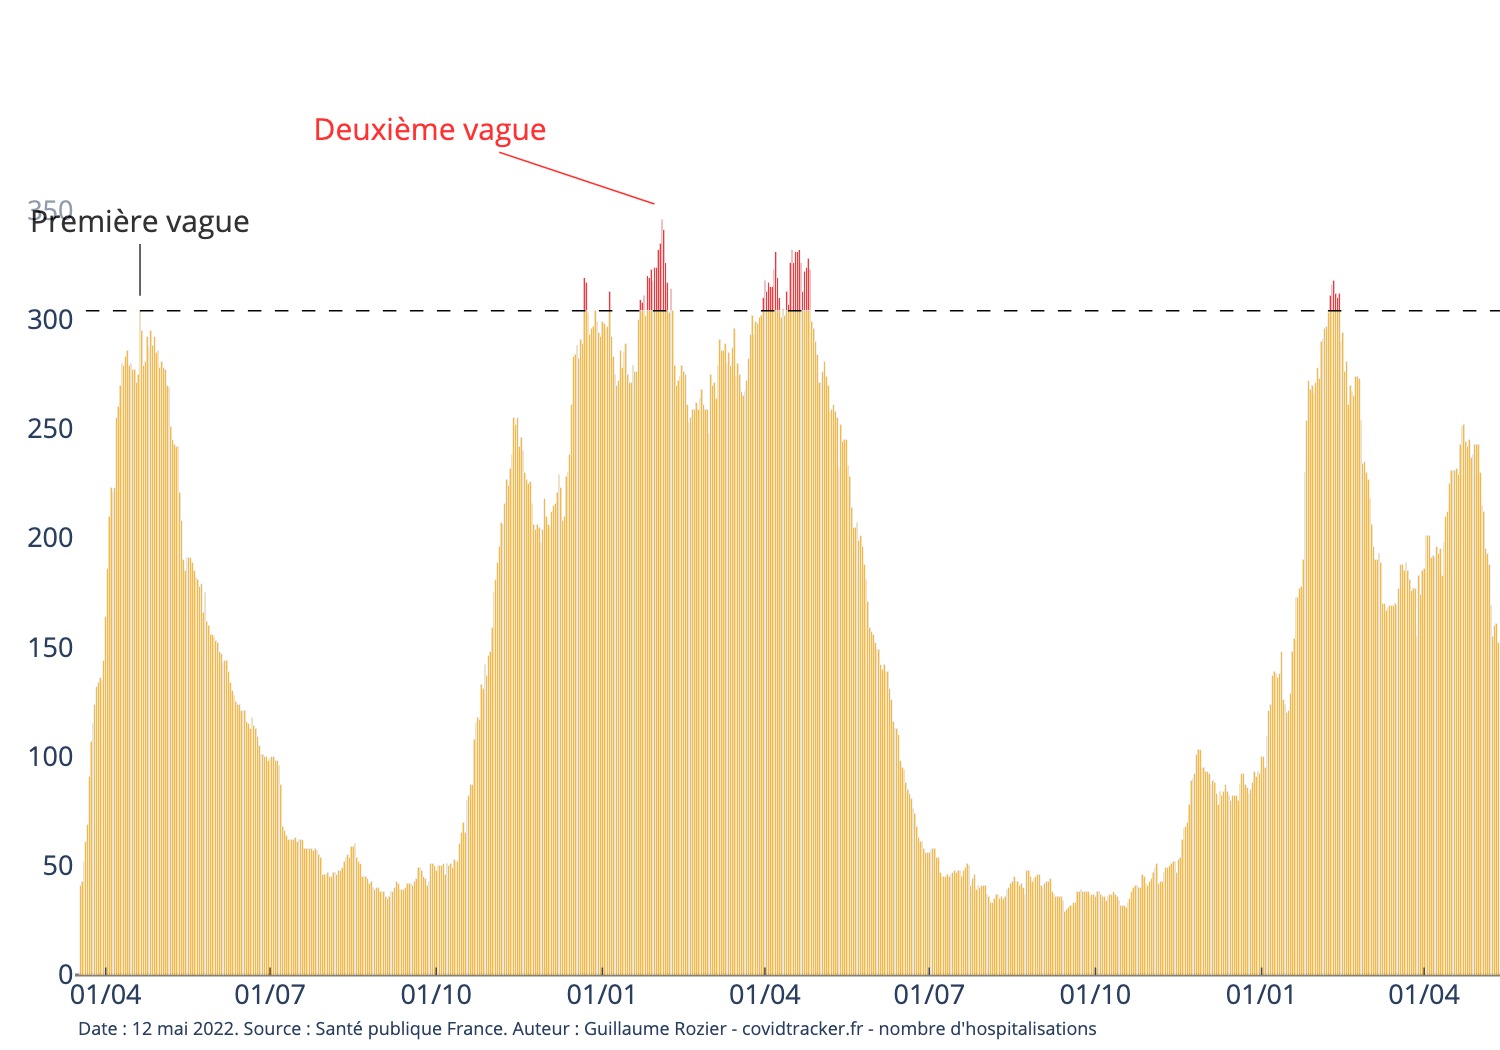 Deuxième vague
350
Première vague
300
250
200
150
100
50
0
01/04 01/07 01/10 01/01 01/04 01/07 01/10 01/01 01/04
Date : 12 mai 2022. Source : Santé publique France. Auteur : Guillaume Rozier - covidtracker.fr - nombre d'hospitalisations